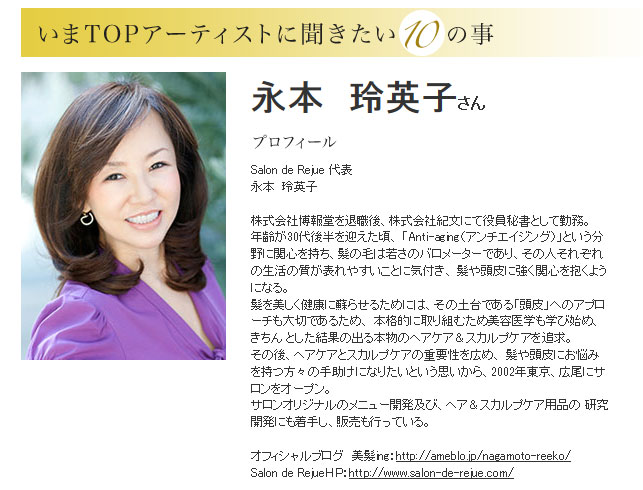 いまTOPアーティストに聞きたい10の事
永本　玲英子さん
プロフィール
Salon de Rejue 代表
永本 玲英子
株式会社博報堂を退職後、株式会社紀文にて役員秘書として勤務。
年齢が30代後半を迎えた頃、「Anti-aging（アンチエイジング）」という分
野に関心を持ち、髪の毛は若さのバロメーターであり、その人それぞれ
の生活の質が表れやすいことに気付き、 髪や頭皮に強く関心を抱くよう
になる。
髪を美しく健康に蘇らせるためには、その土台である「頭皮」へのアプロ
ーチも大切であるため、 本格的に取り組むため美容医学も学び始め、
きちん とした結果の出る本物のヘアケア＆スカルプケアを追求。
その後、ヘアケアとスカルプケアの重要性を広め、 髪や頭皮にお悩み
を持つ方々の手助けになりたいという思いから、2002年東京、広尾にサ
ロンをオープン。
サロンオリジナルのメニュー開発及び、ヘア＆スカルプケア用品の 研究
開発にも着手し、販売も行っている。
オフィシャルブログ　美髪ing：http://ameblo.jp/nagamoto-reeko/
Salon de RejueHP：http://www.salon-de-rejue.com/